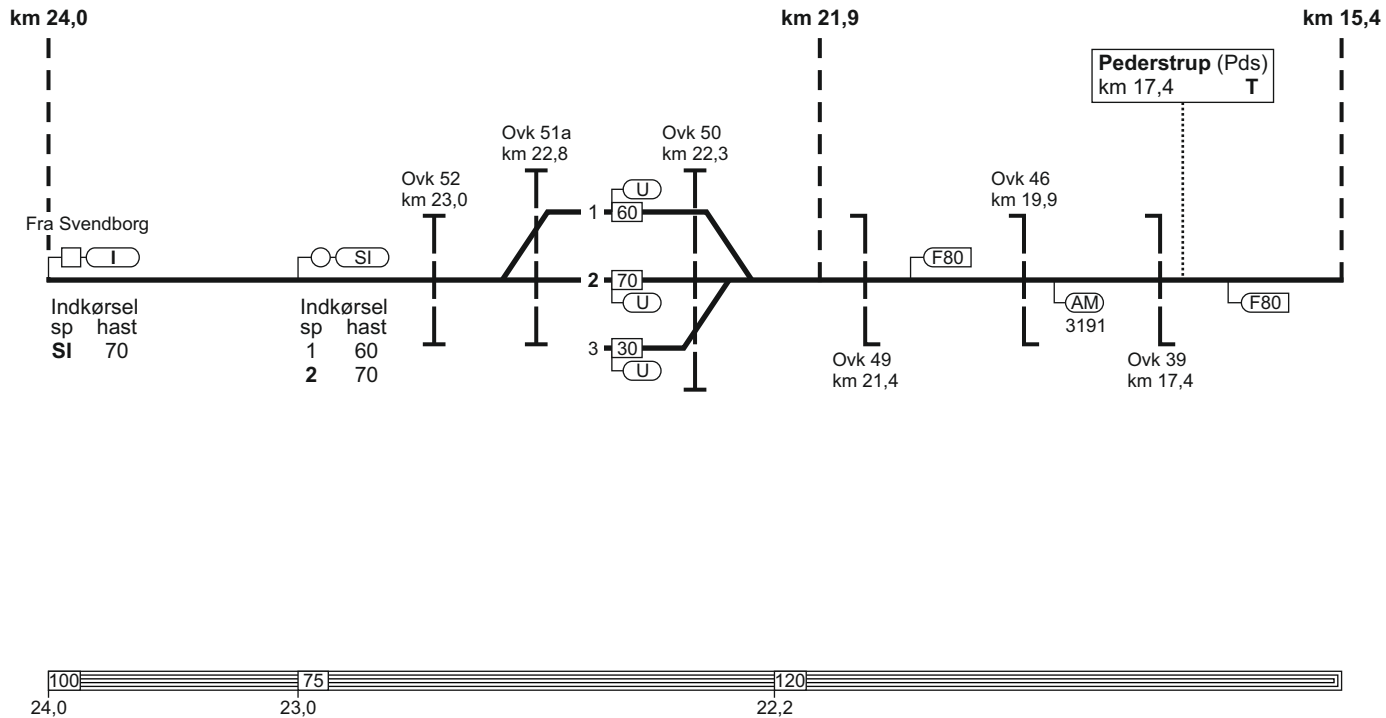 km 24,0
km 21,9
km 15,4
Pederstrup (Pds)
km 17,4 T
Ovk 51a
km 22,8
Ovk 50
km 22,3
Ovk 52
km 23,0
Ovk 46
km 19,9
U
1 60
Fra Svendborg
I
SI
F80
2 70
U
AM
3191
F80
Indkørsel
sp hast
SI 70
Indkørsel
sp hast
1 60
2 70
3 30
U
Ovk 49
km 21,4
Ovk 39
km 17,4
100
75
120
24,0
23,0
22,2